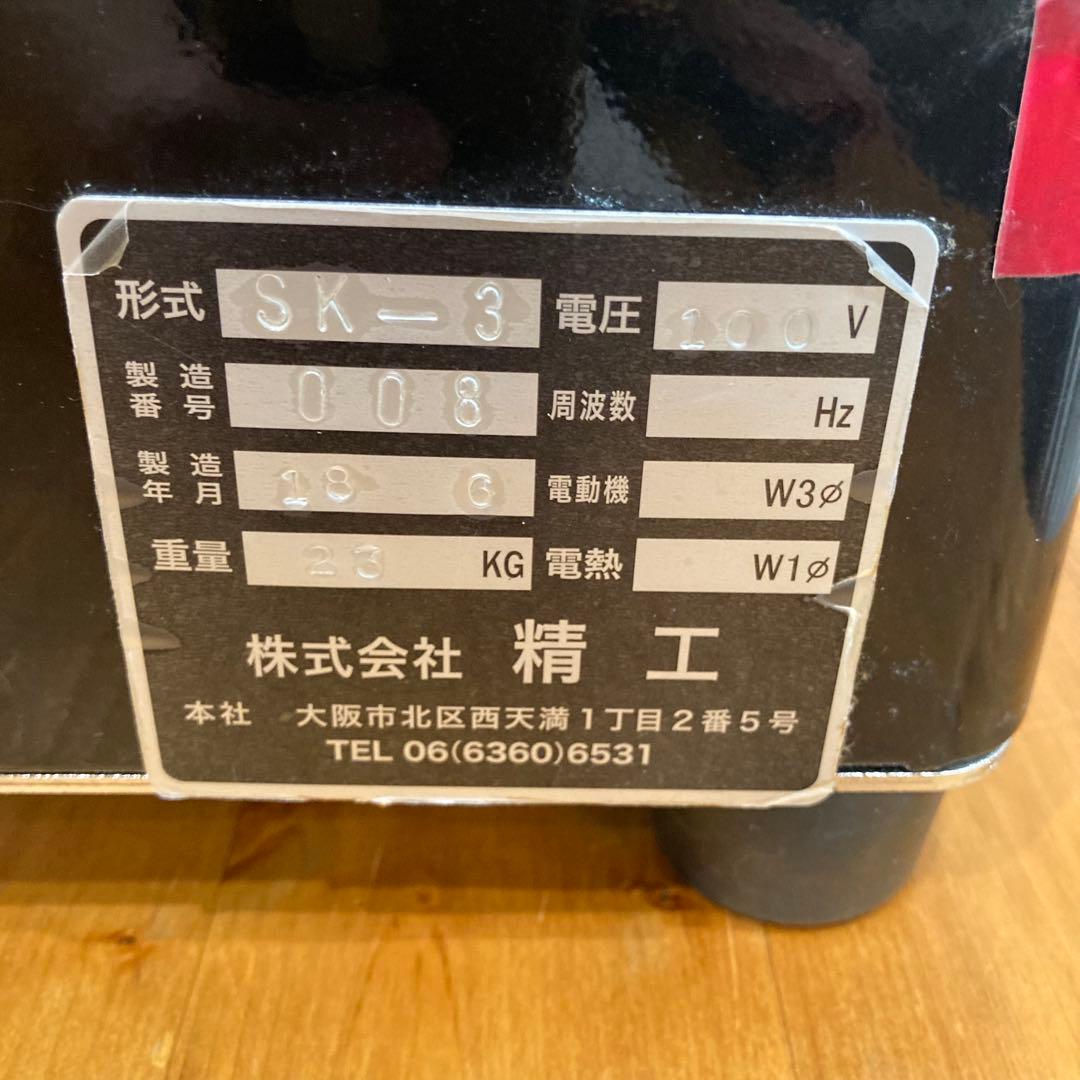 形式 SK-3 電圧 100 V
製造番号 008 周波数 Hz
製造年月 18 6 電動機 W3φ
重量 23 KG 電熱 W1φ
株式会社 精工
本社 大阪市北区西天満1丁目2番5号
TEL 06(6360)6531